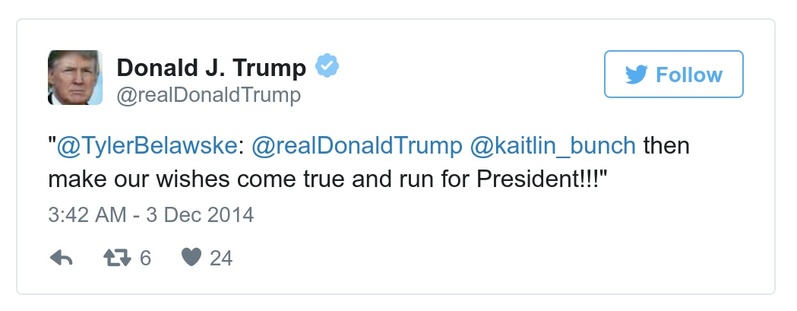 Donald J. Trump
@realDonaldTrump
Follow
"@TylerBelawske: @realDonaldTrump @kaitlin_bunch then
make our wishes come true and run for President!!!"
3:42 AM - 3 Dec 2014
6 24